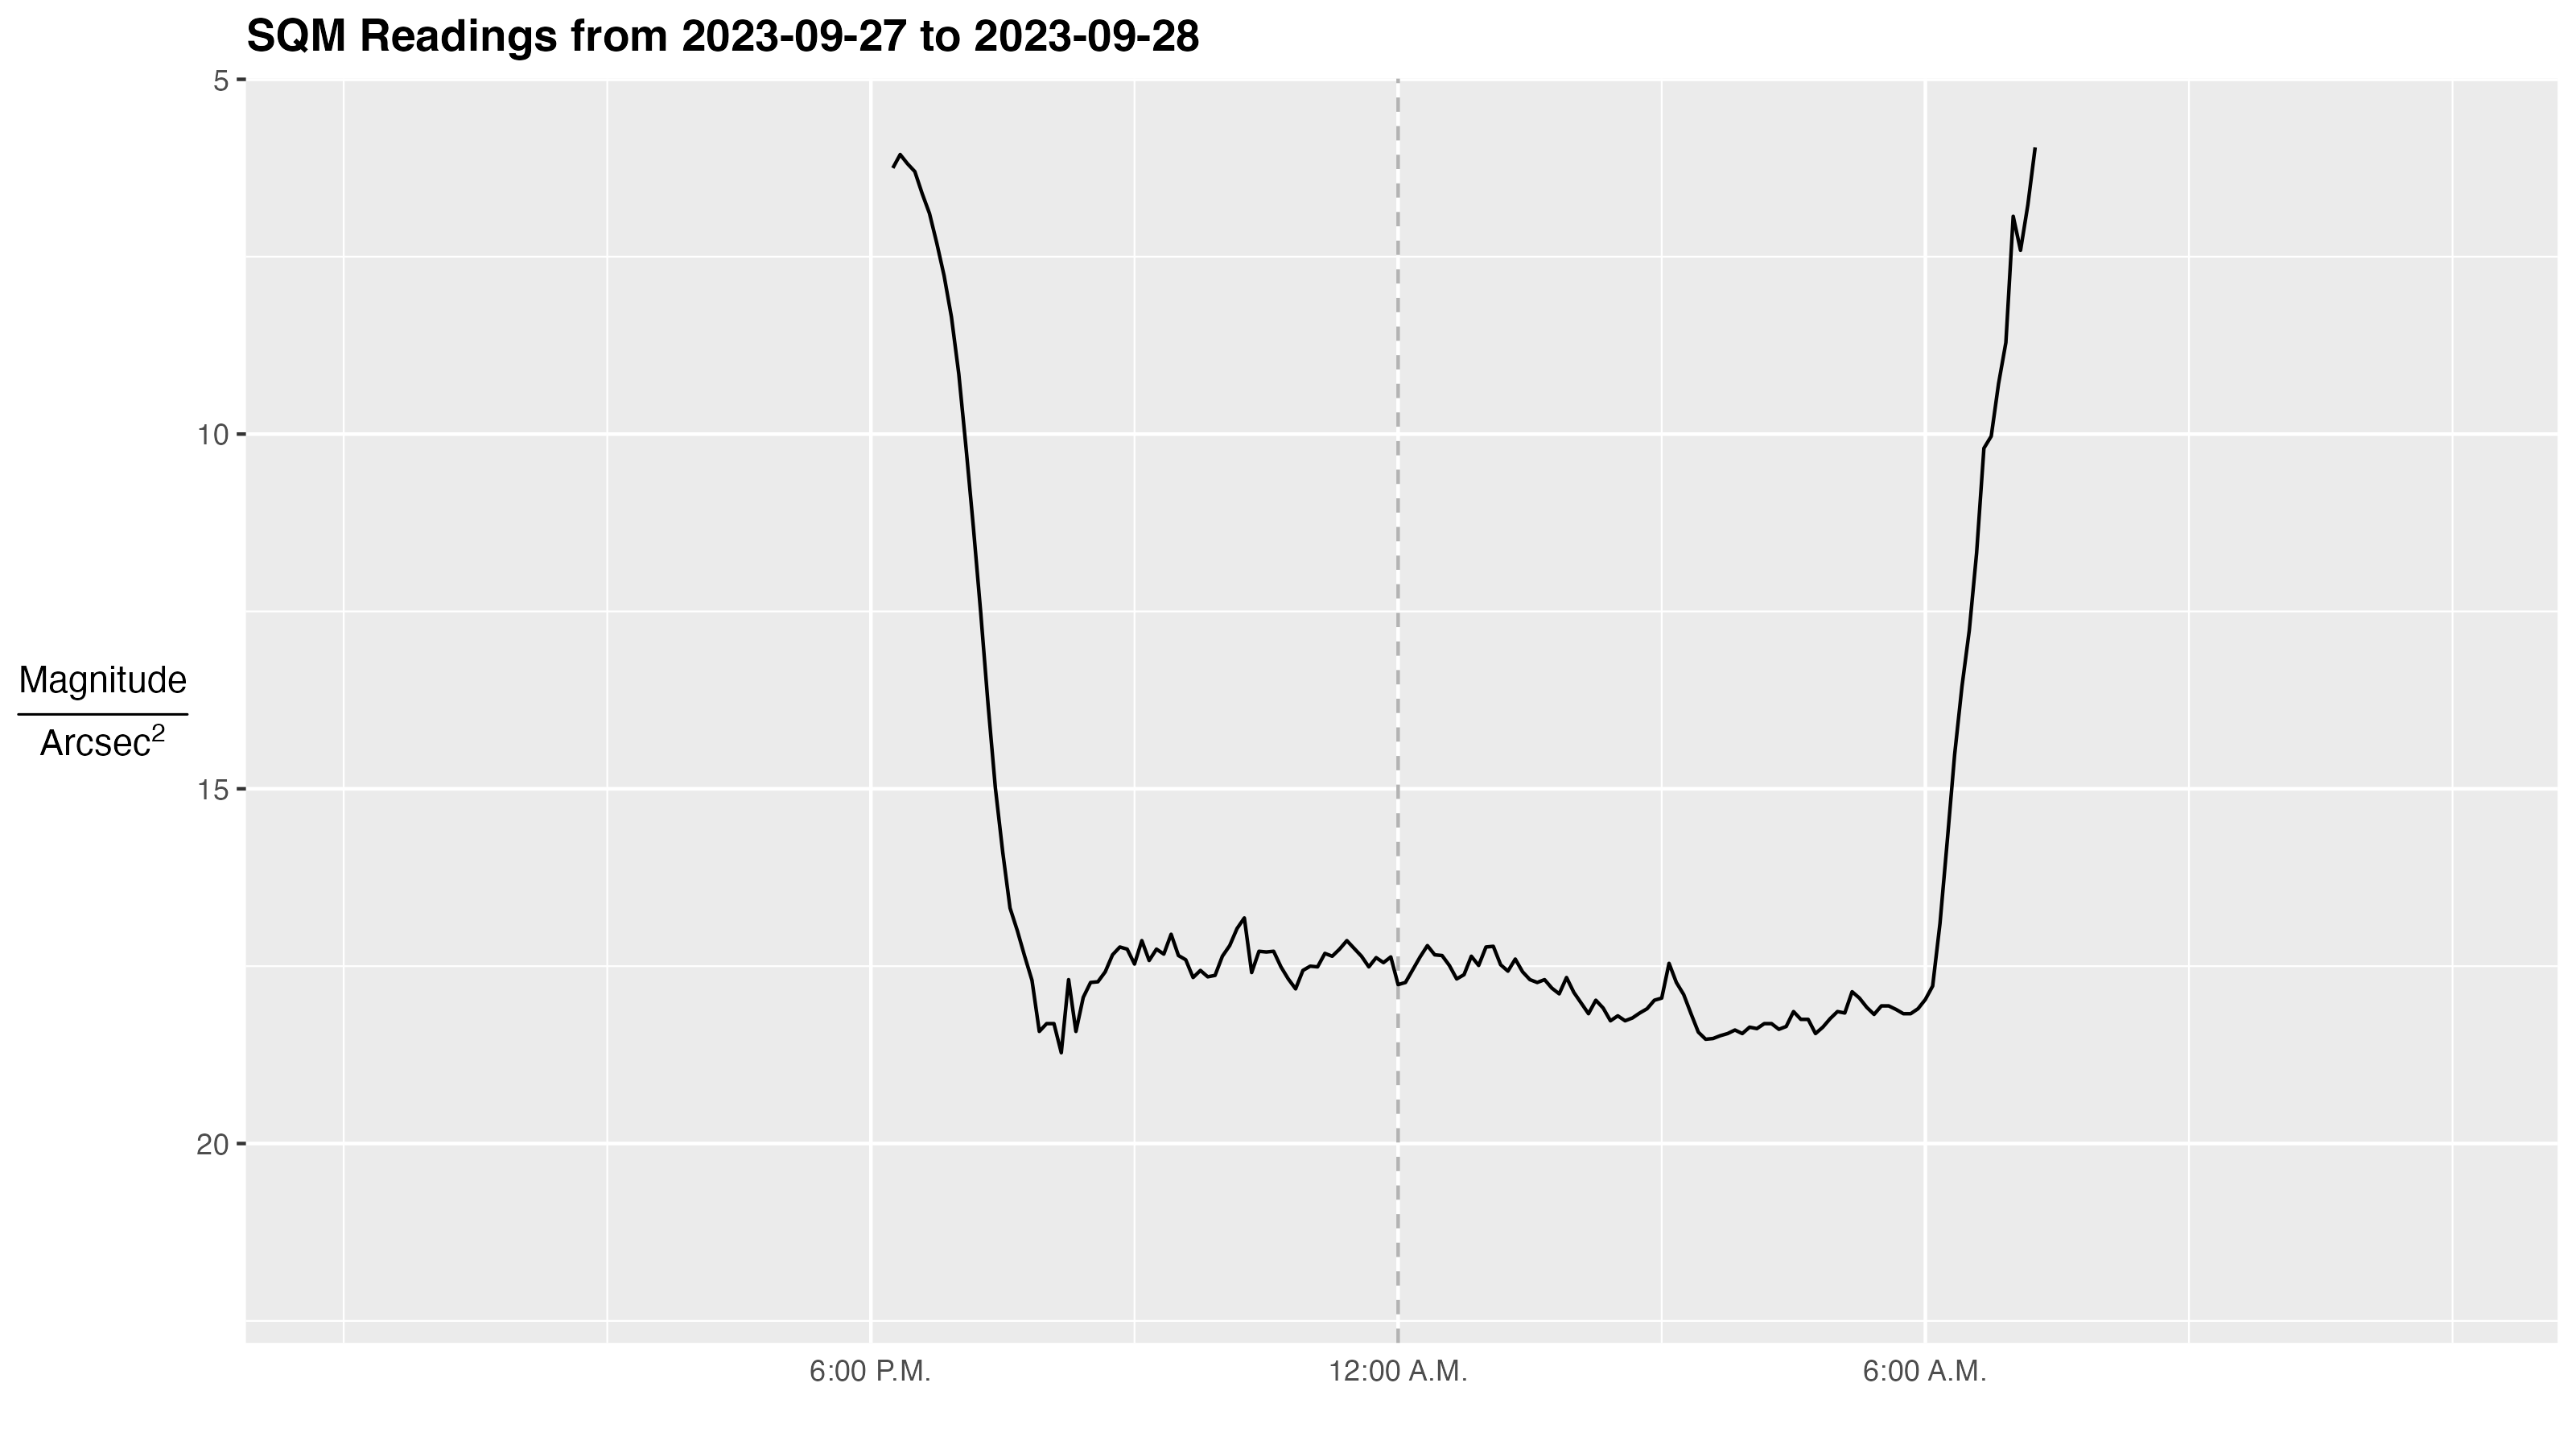 SQM Readings from 2023-09-27 to 2023-09-28
5
10
15
20
Magnitude
Arcsec²
6:00 P.M.
12:00 A.M.
6:00 A.M.